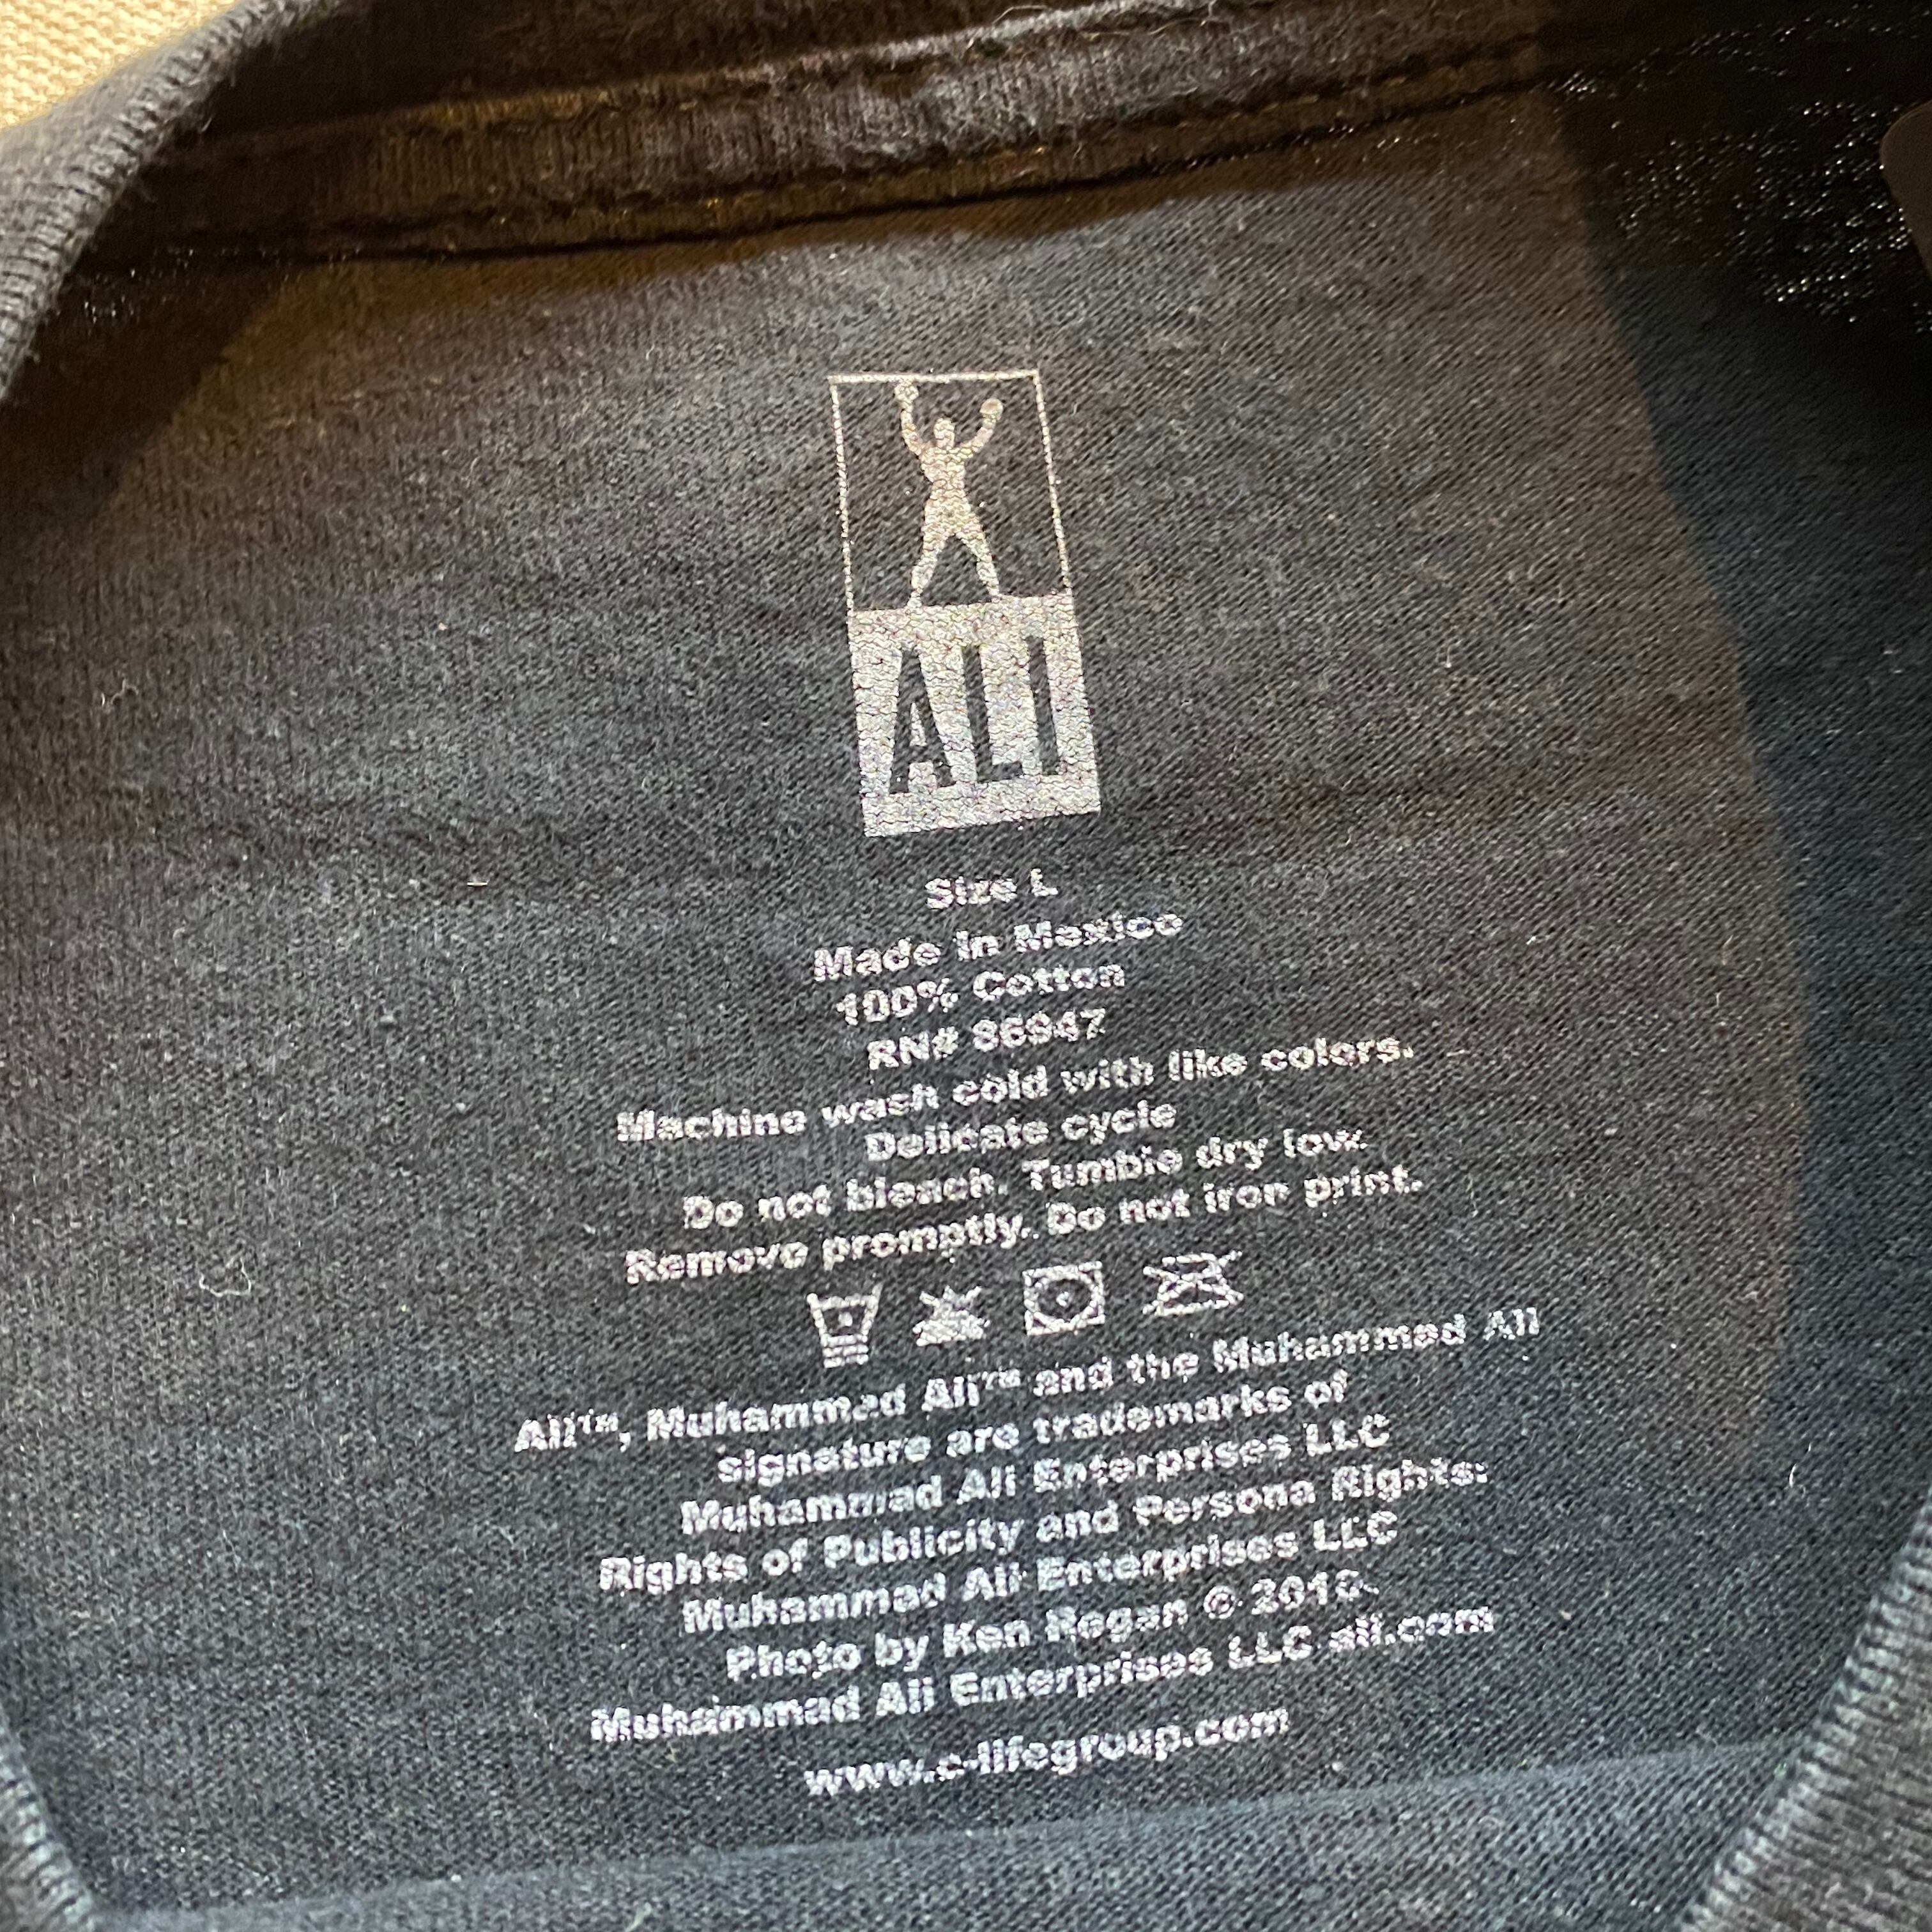 ALI
Size L
Made in Mexico
100% Cotton
RN# 86947
Machine wash cold with like colors.
Delicate cycle
Do not bleach. Tumble dry low.
Remove promptly. Do not iron print.
Ali™, Muhammad Ali™ and the Muhammad Ali
signature are trademarks of
Muhammad Ali Enterprises LLC
Rights of Publicity and Persona Rights:
Muhammad Ali Enterprises LLC
Photo by Ken Regan ©
Muhammad Ali Enterprises LLC ali.com
www.c-lifegroup.com